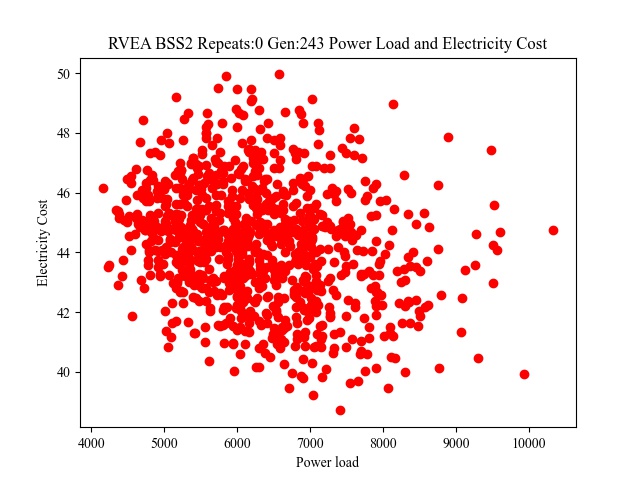 RVEA BSS2 Repeats:0 Gen:243 Power Load and Electricity Cost
Electricity Cost
50
48
46
44
42
40
4000 5000 6000 7000 8000 9000 10000
Power load